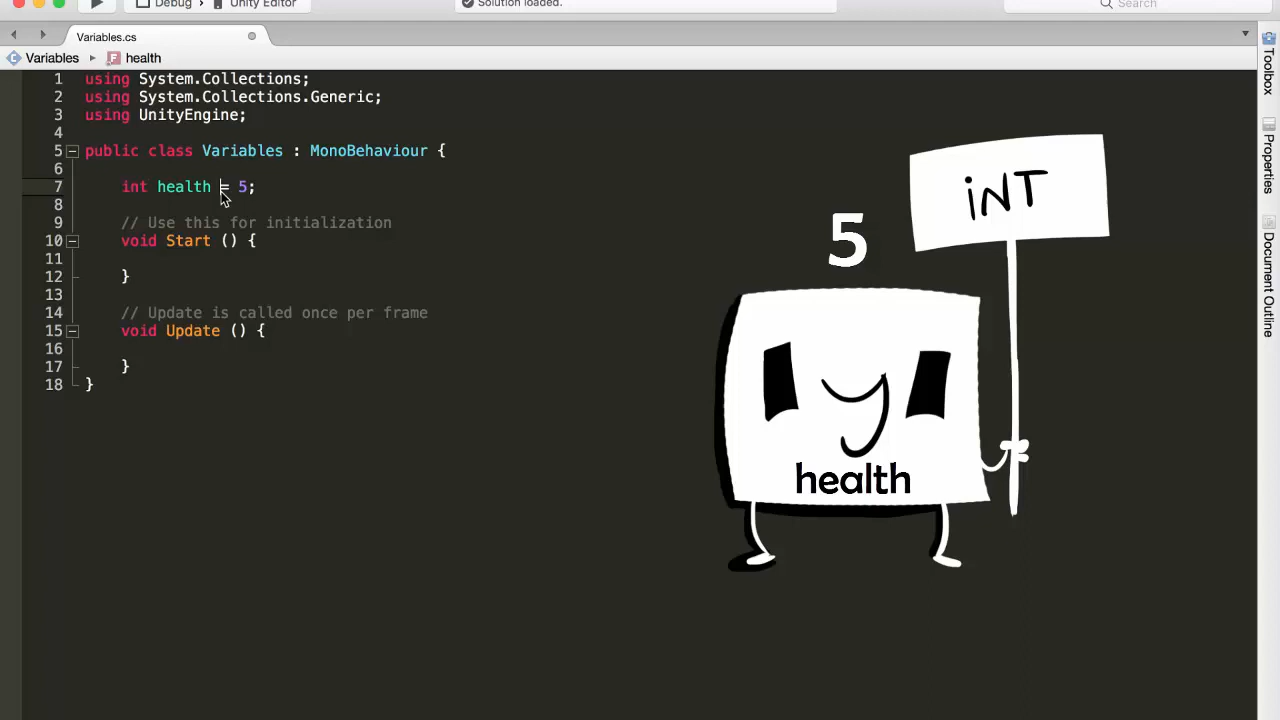 Debug
Unity Editor
Solution loaded.
Search
Variables.cs
Variables
health
1 using System.Collections;
2 using System.Collections.Generic;
3 using UnityEngine;
4
5 public class Variables : MonoBehaviour {
6
7 int health = 5;
8
9 // Use this for initialization
10 void Start () {
11
12 }
13
14 // Update is called once per frame
15 void Update () {
16
17 }
18 }
iNT
5
health
Toolbox
Properties
Document Outline